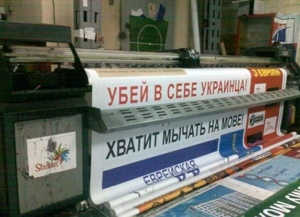 УБЕЙ В СЕБЕ УКРАИНЦА!
ХВАТИТ МЫЧАТЬ НА МОВЕ!
ЕВРЕЙСКАЯ